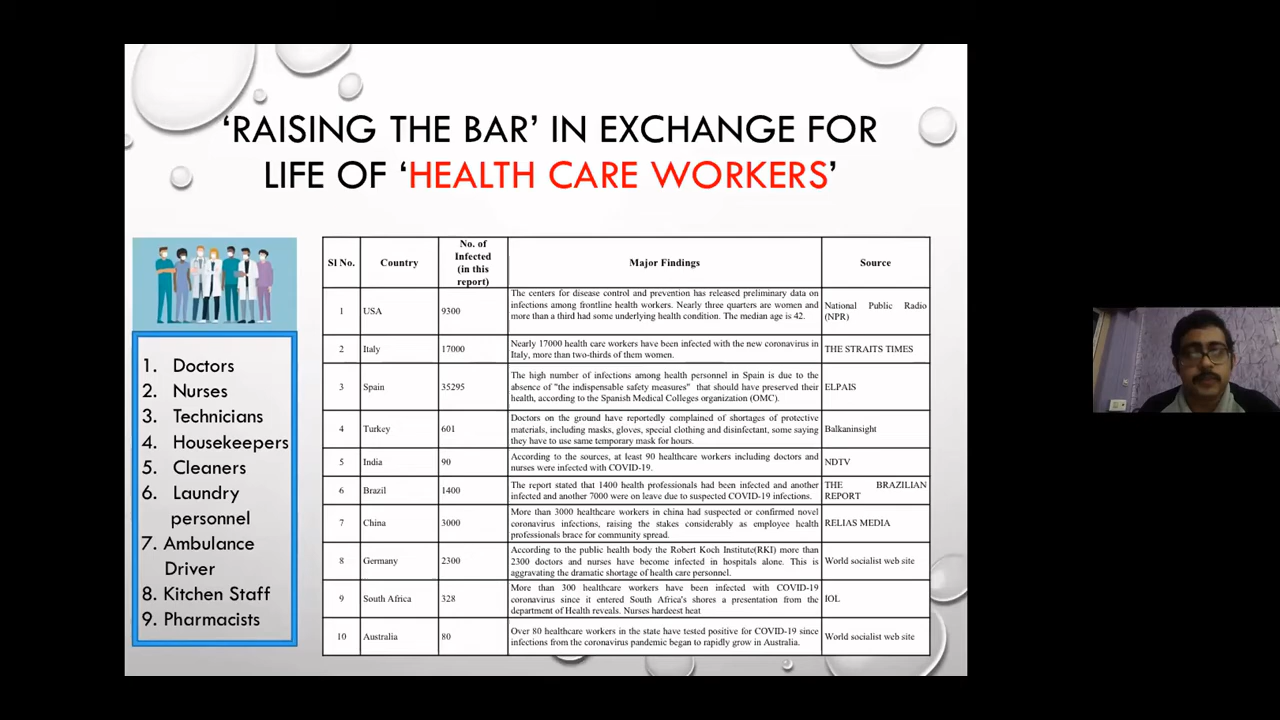 ‘RAISING THE BAR’ IN EXCHANGE FOR
LIFE OF ‘HEALTH CARE WORKERS’
1. Doctors
2. Nurses
3. Technicians
4. Housekeepers
5. Cleaners
6. Laundry
personnel
7. Ambulance
Driver
8. Kitchen Staff
9. Pharmacists
Sl No.
Country
No. of
Infected
(in this
report)
Major Findings
Source
1
USA
9300
The centers for disease control and prevention has released preliminary data on
infections among frontline health workers. Nearly three quarters are women and
more than a third had some underlying health condition. The median age is 42.
National Public Radio
(NPR)
2
Italy
17000
Nearly 17000 health care workers have been infected with the new coronavirus in
Italy, more than two-thirds of them women.
THE STRAITS TIMES
3
Spain
35295
The high number of infections among health personnel in Spain is due to the
absence of "the indispensable safety measures" that should have preserved their
health, according to the Spanish Medical Colleges organization (OMC).
ELPAIS
4
Turkey
601
Doctors on the ground have reportedly complained of shortages of protective
materials, including masks, gloves, special clothing and disinfectant, some saying
they have to use same temporary mask for hours.
Balkaninsight
5
India
90
According to the sources, at least 90 healthcare workers including doctors and
nurses were infected with COVID-19.
NDTV
6
Brazil
1400
The report stated that 1400 health professionals had been infected and another
infected and another 7000 were on leave due to suspected COVID-19 infections.
THE BRAZILIAN
REPORT
7
China
3000
More than 3000 healthcare workers in china had suspected or confirmed novel
coronavirus infections, raising the stakes considerably as employee health
professionals brace for community spread.
RELIAS MEDIA
8
Germany
2300
According to the public health body the Robert Koch Institute(RKI) more than
2300 doctors and nurses have become infected in hospitals alone. This is
aggravating the dramatic shortage of health care personnel.
World socialist web site
9
South Africa
328
More than 300 healthcare workers have been infected with COVID-19
coronavirus since it entered South Africa's shores a presentation from the
department of Health reveals. Nurses hardeest heat
IOL
10
Australia
80
Over 80 healthcare workers in the state have tested positive for COVID-19 since
infections from the coronavirus pandemic began to rapidly grow in Australia.
World socialist web site